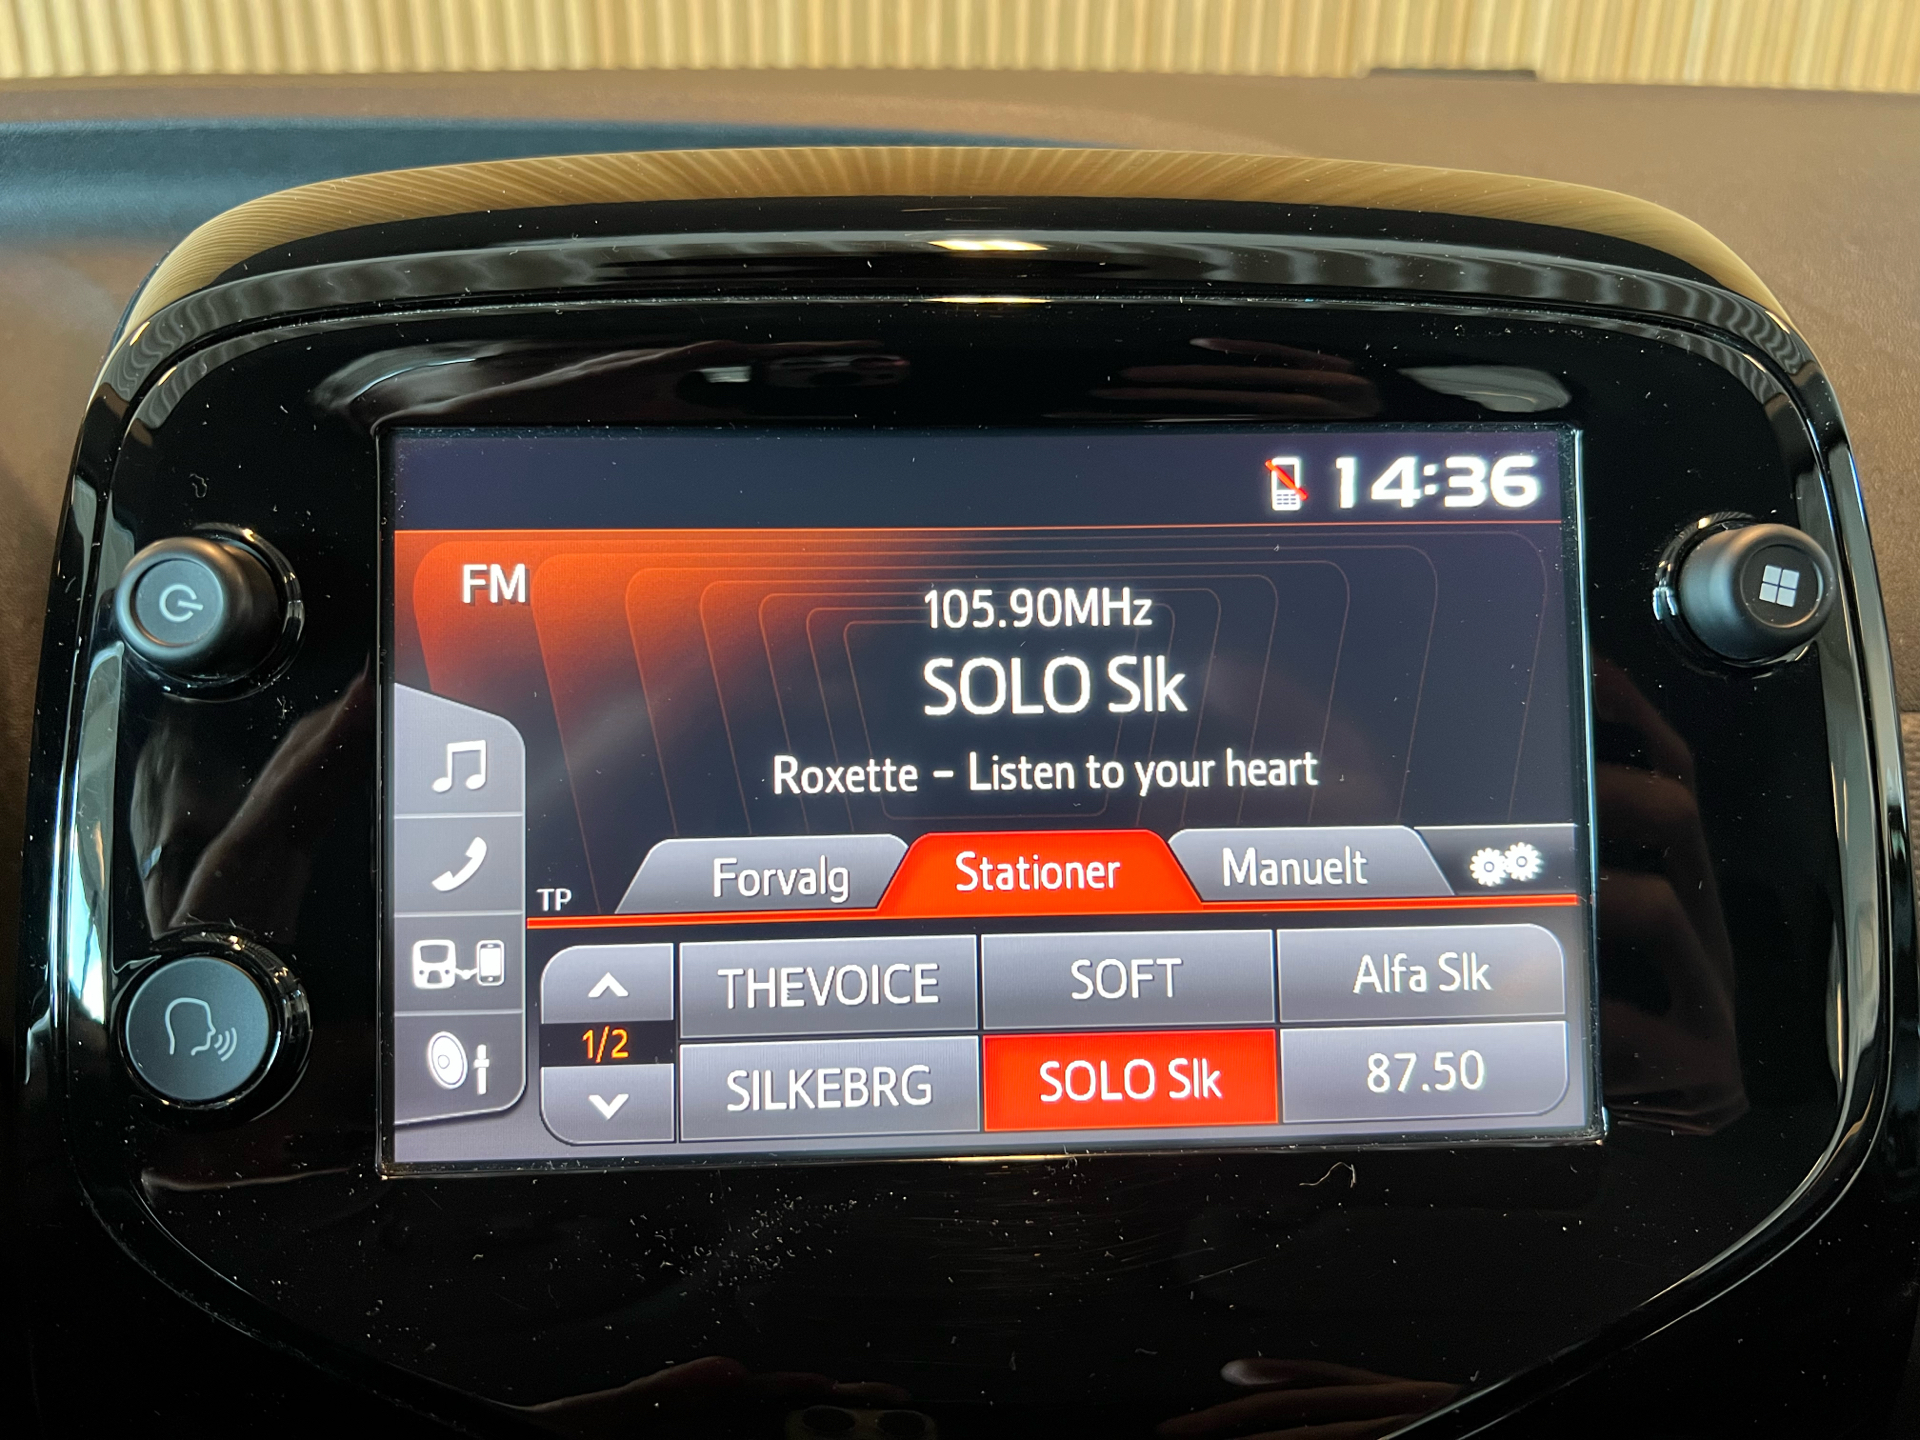 14:36
FM
105.90MHz
SOLO Slk
Roxette - Listen to your heart
TP
Forvalg
Stationer
Manuelt
THEVOICE
SOFT
Alfa Slk
1/2
SILKEBRG
SOLO Slk
87.50